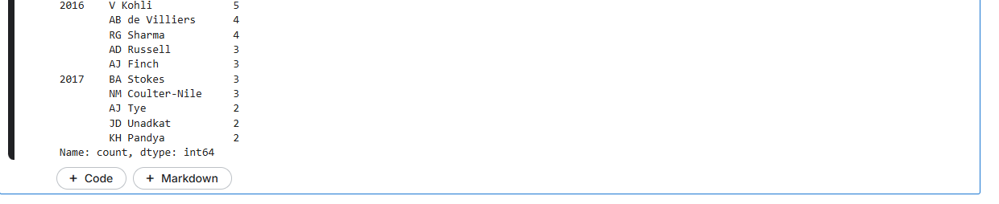 2016    V Kohli             5
        AB de Villiers      4
        RG Sharma           4
        AD Russell          3
        AJ Finch            3
2017    BA Stokes           3
        NM Coulter-Nile     3
        AJ Tye              2
        JD Unadkat          2
        KH Pandya           2
Name: count, dtype: int64
+ Code + Markdown